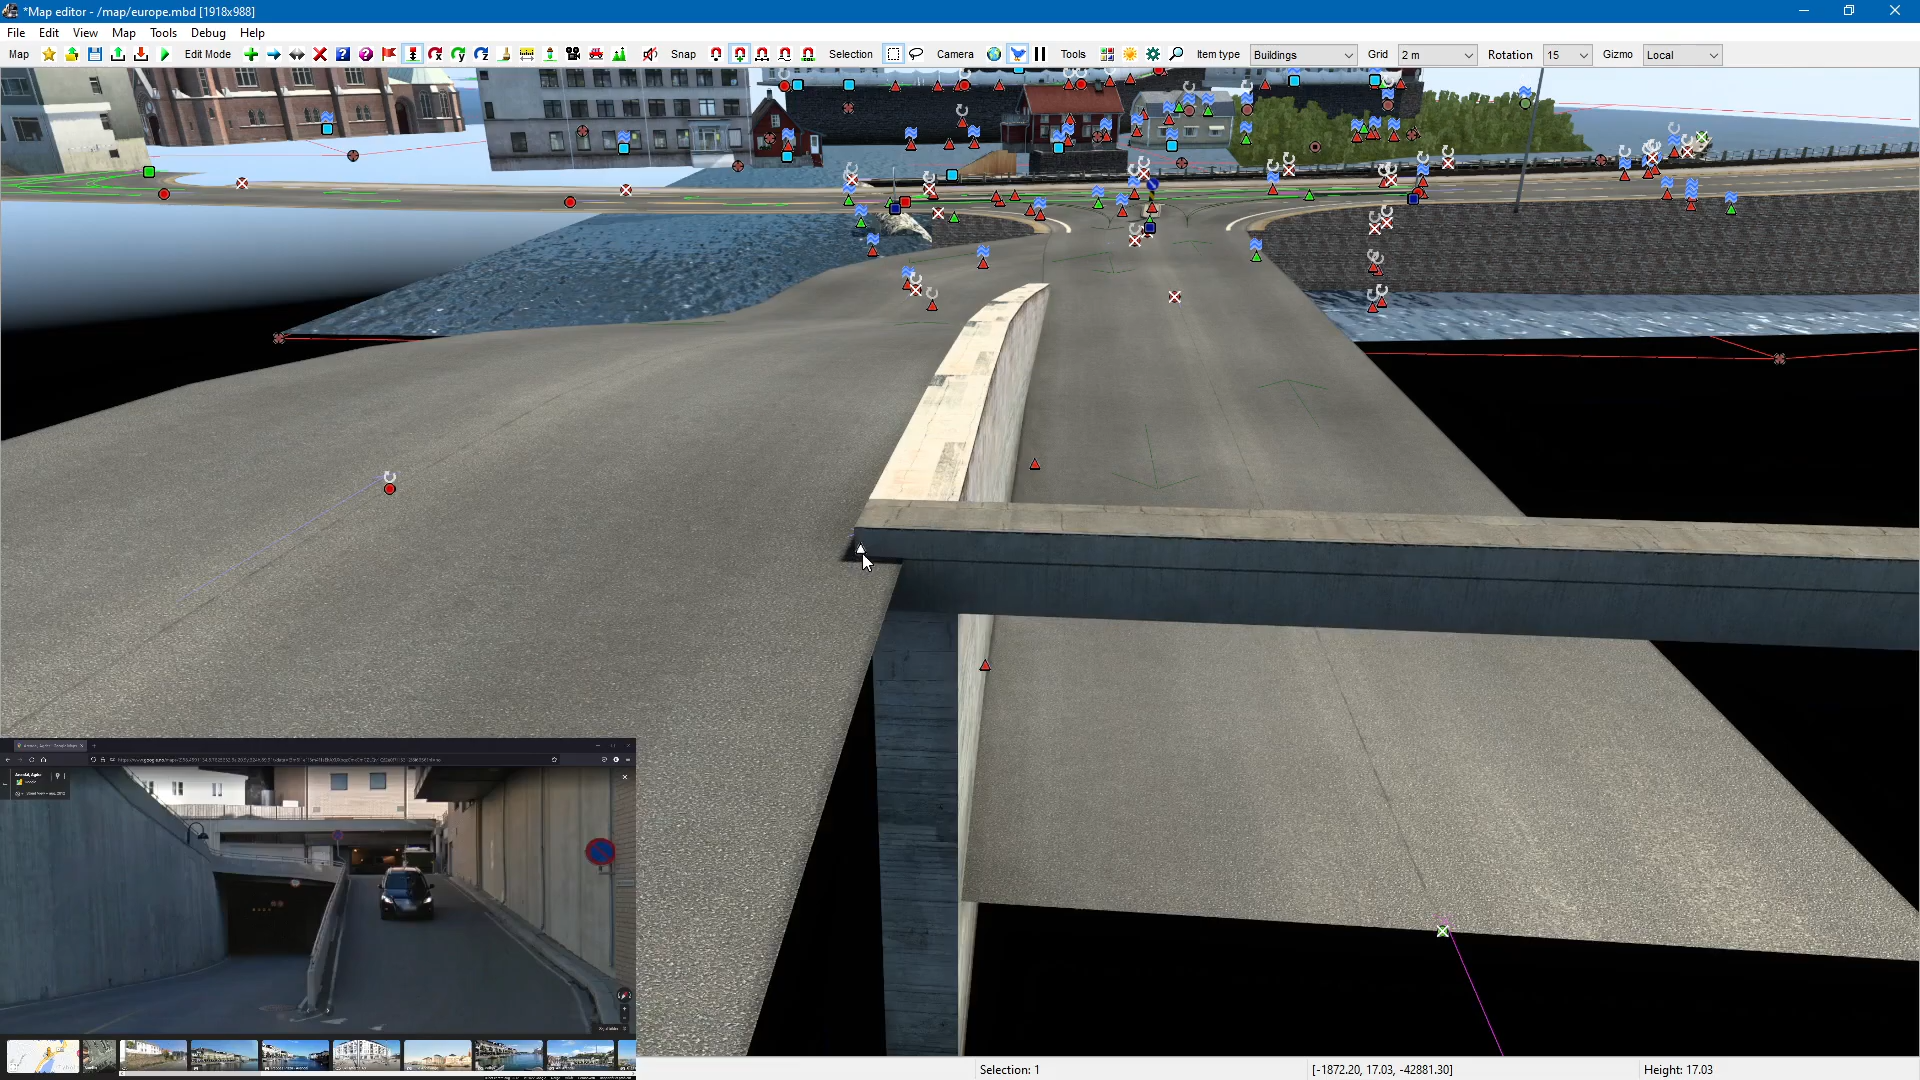 *Map editor - /map/europe.mbd [1918x988]
File Edit View Map Tools Debug Help
Map Edit Mode Snap Selection Camera Tools Item type Buildings Grid 2 m Rotation 15 Gizmo Local
Selection: 1
[-1872.20, 17.03, -42881.30]
Height: 17.03